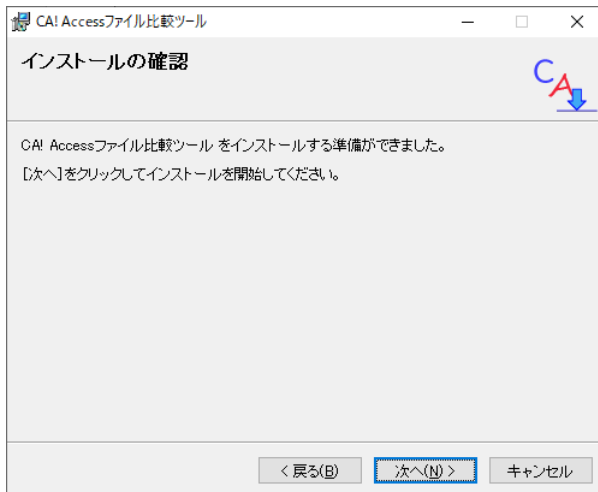 CA! Accessファイル比較ツール
インストールの確認
CA
CA! Accessファイル比較ツール をインストールする準備ができました。
[次へ]をクリックしてインストールを開始してください。
< 戻る(B)
次へ(N) >
キャンセル